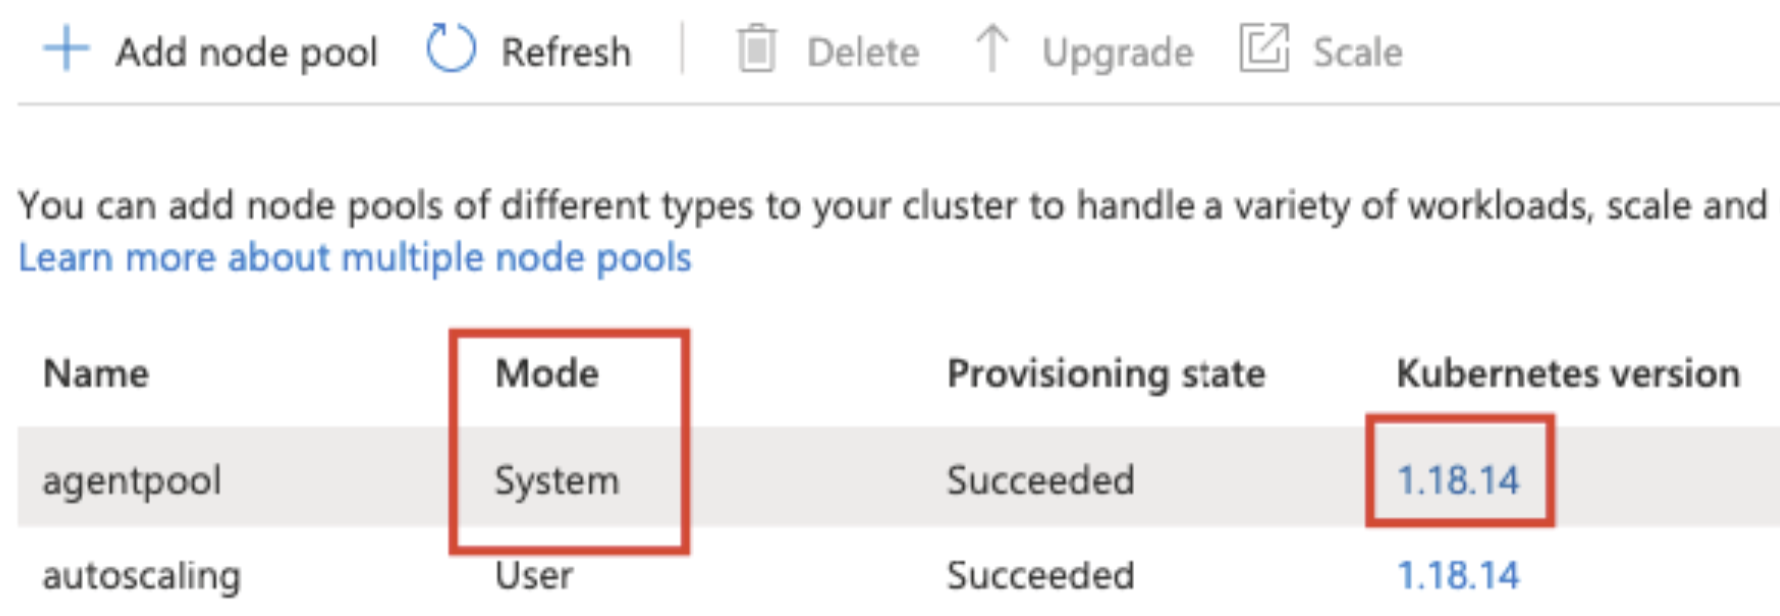 Add node pool Refresh Delete Upgrade Scale
You can add node pools of different types to your cluster to handle a variety of workloads, scale and
Learn more about multiple node pools
Name Mode Provisioning state Kubernetes version
agentpool System Succeeded 1.18.14
autoscaling User Succeeded 1.18.14